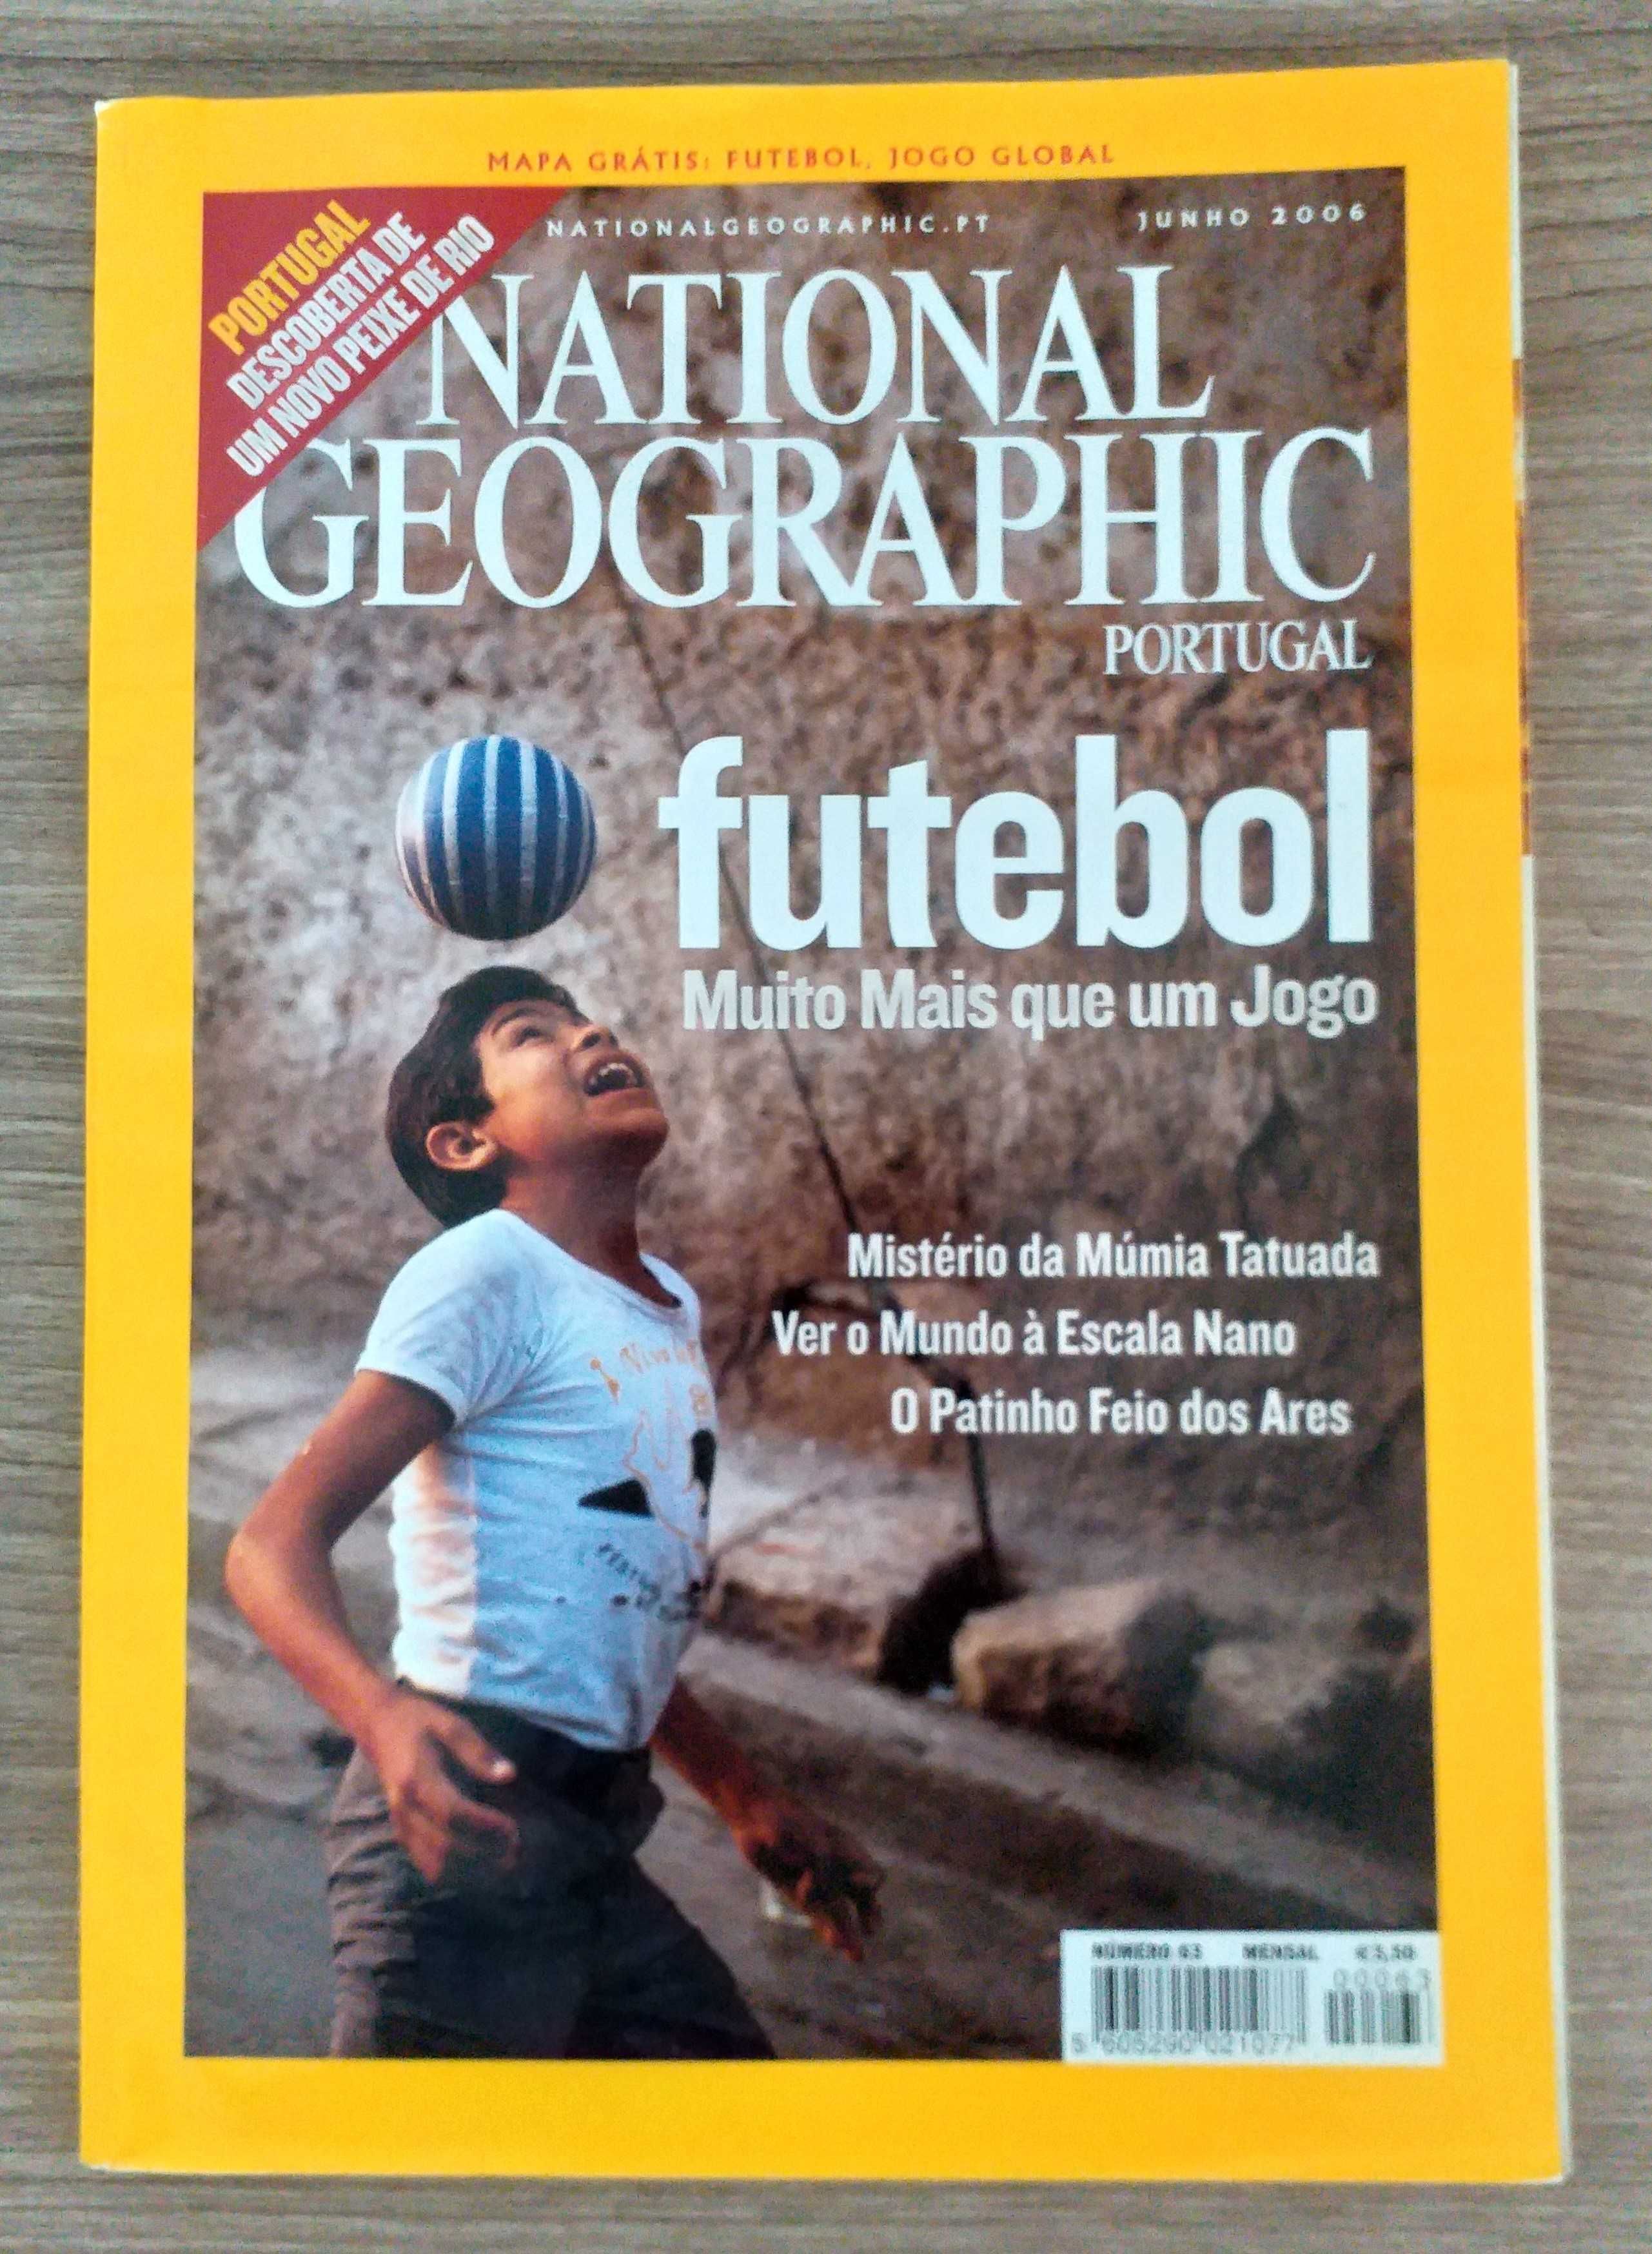 MAPA GRÁTIS: FUTEBOL, JOGO GLOBAL
PORTUGAL
DESCOBERTA DE
UM NOVO PEIXE DE RIO
NATIONALGEOGRAPHIC.PT
JUNHO 2006
NATIONAL
GEOGRAPHIC
PORTUGAL
futebol
Muito Mais que um Jogo
Mistério da Múmia Tatuada
Ver o Mundo à Escala Nano
O Patinho Feio dos Ares
NÚMERO 63 MENSAL
00063
5 605290 021077